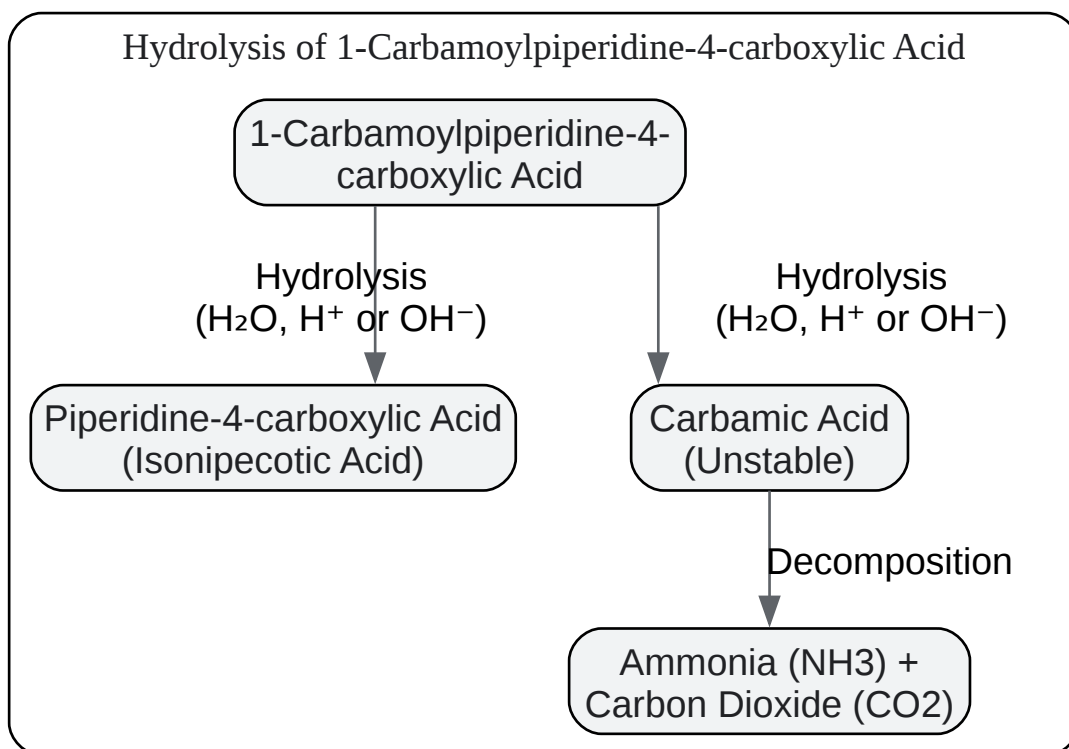 Hydrolysis of 1-Carbamoylpiperidine-4-carboxylic Acid
1-Carbamoylpiperidine-4-
carboxylic Acid
Hydrolysis
(H₂O, H⁺ or OH⁻)
Hydrolysis
(H₂O, H⁺ or OH⁻)
Piperidine-4-carboxylic Acid
(Isonipecotic Acid)
Carbamic Acid
(Unstable)
Decomposition
Ammonia (NH3) +
Carbon Dioxide (CO2)